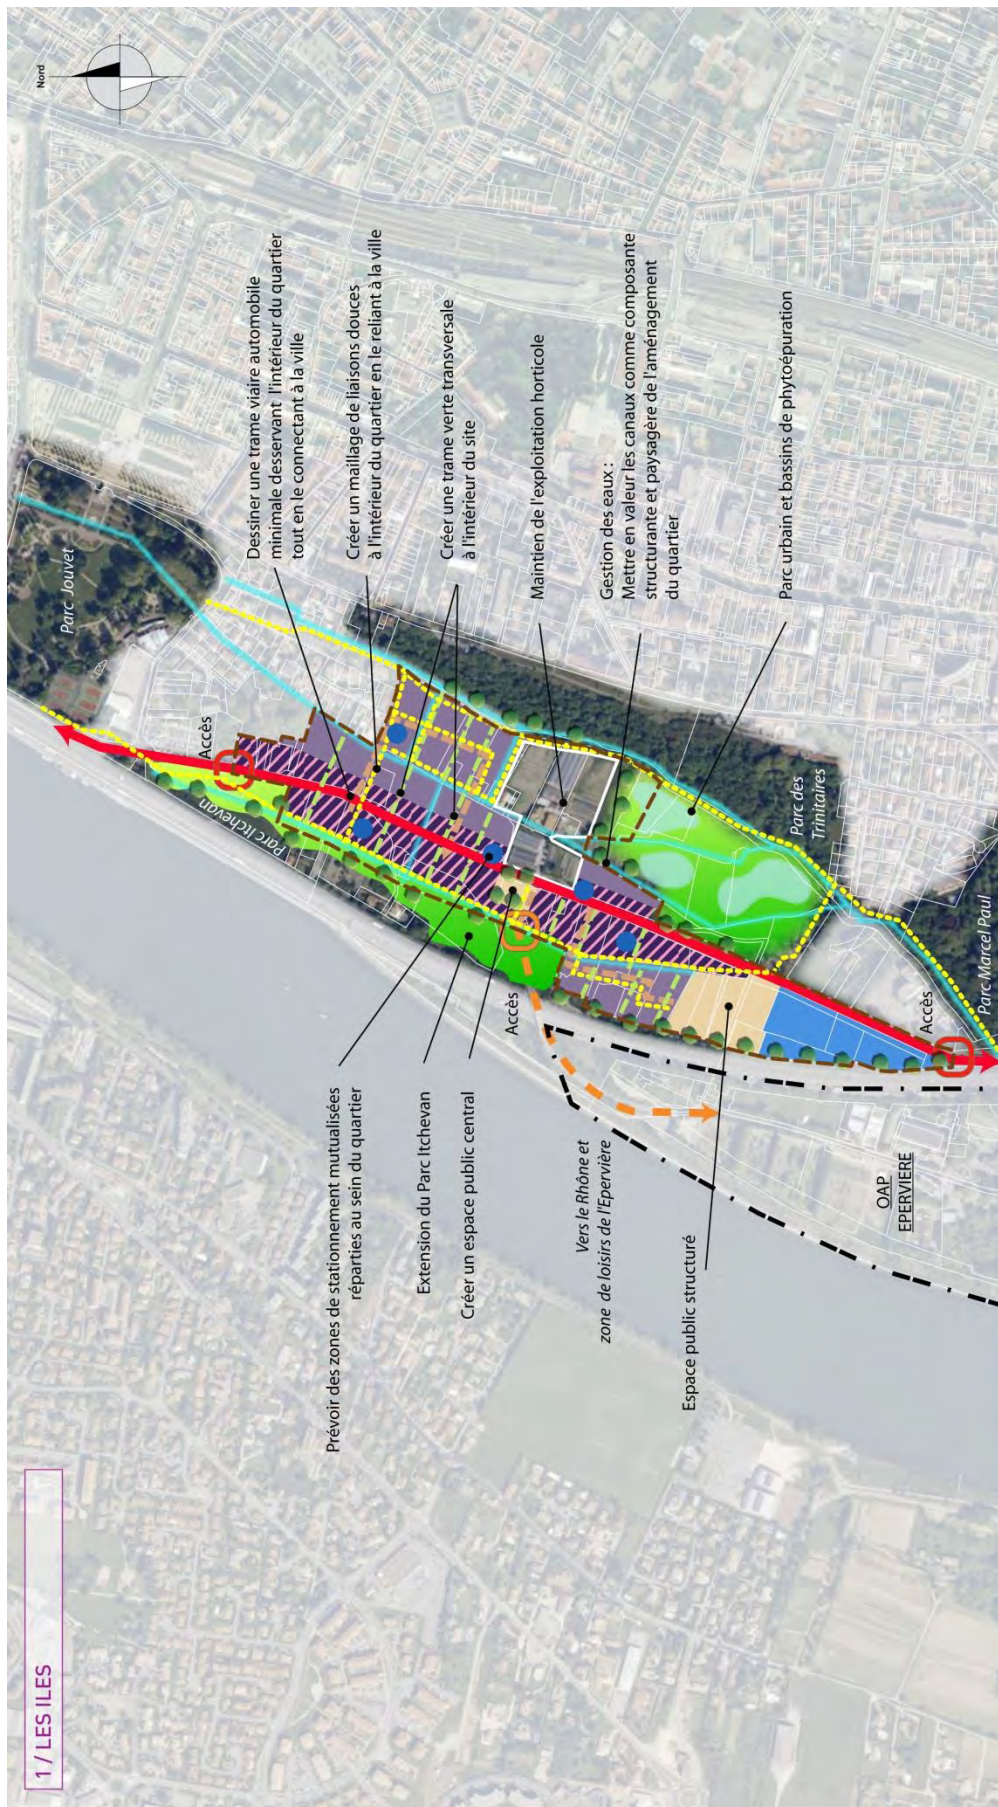 1 / LES ILES
Nord
Parc Jouvet
Accès
Parc Itchevan
Dessiner une trame viaire automobile
minimale desservant l'intérieur du quartier
tout en le connectant à la ville
Créer un maillage de liaisons douces
à l'intérieur du quartier en le reliant à la ville
Créer une trame verte transversale
à l'intérieur du site
Maintien de l'exploitation horticole
Gestion des eaux :
Mettre en valeur les canaux comme composante
structurante et paysagère de l'aménagement
du quartier
Parc urbain et bassins de phytoépuration
Parc des
Trinitaires
Parc Marcel Paul
Accès
Accès
Prévoir des zones de stationnement mutualisées
réparties au sein du quartier
Extension du Parc Itchevan
Créer un espace public central
Vers le Rhône et
zone de loisirs de l'Epervière
Espace public structuré
OAP
EPERVIERE